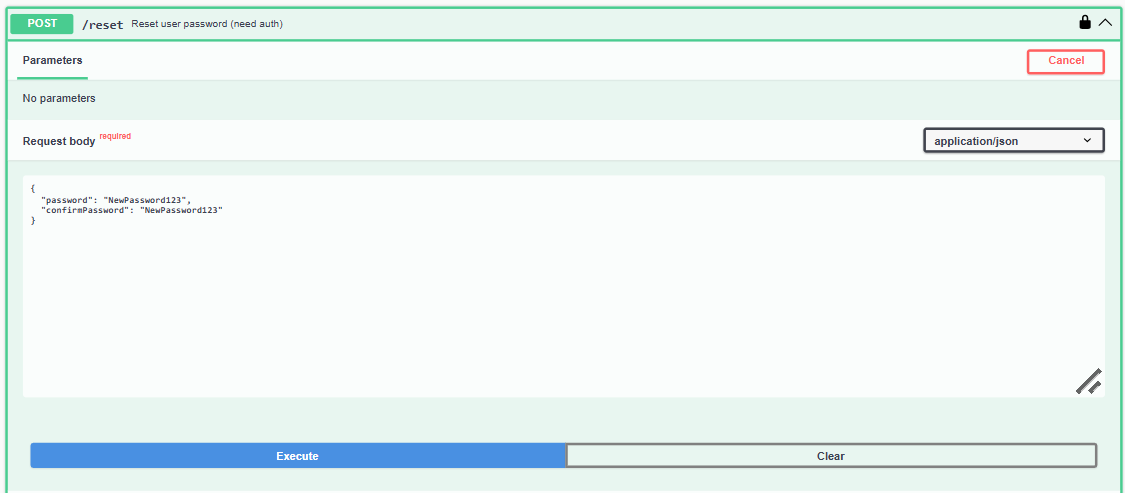 POST /reset Reset user password (need auth)
Parameters Cancel
No parameters
Request body required application/json
{
  "password": "NewPassword123",
  "confirmPassword": "NewPassword123"
}
Execute Clear